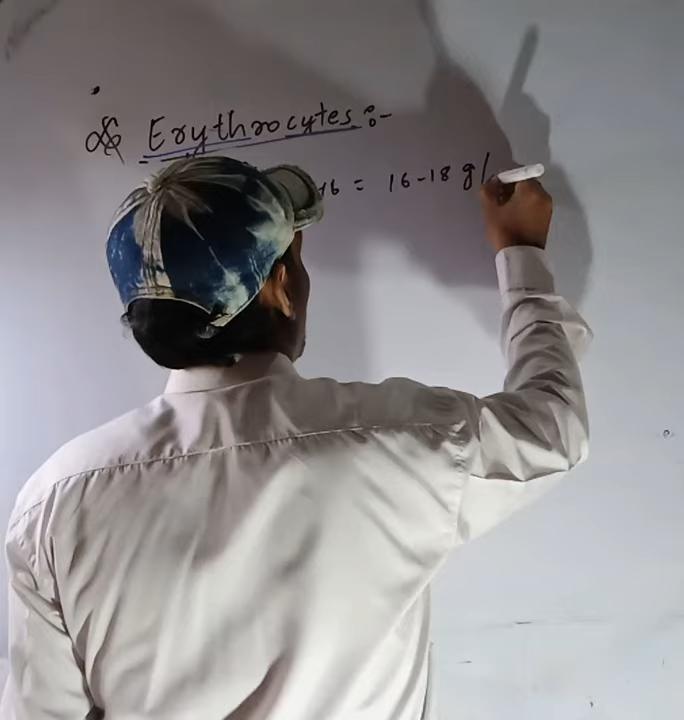 Erythrocytes :-
= 16-18 g/